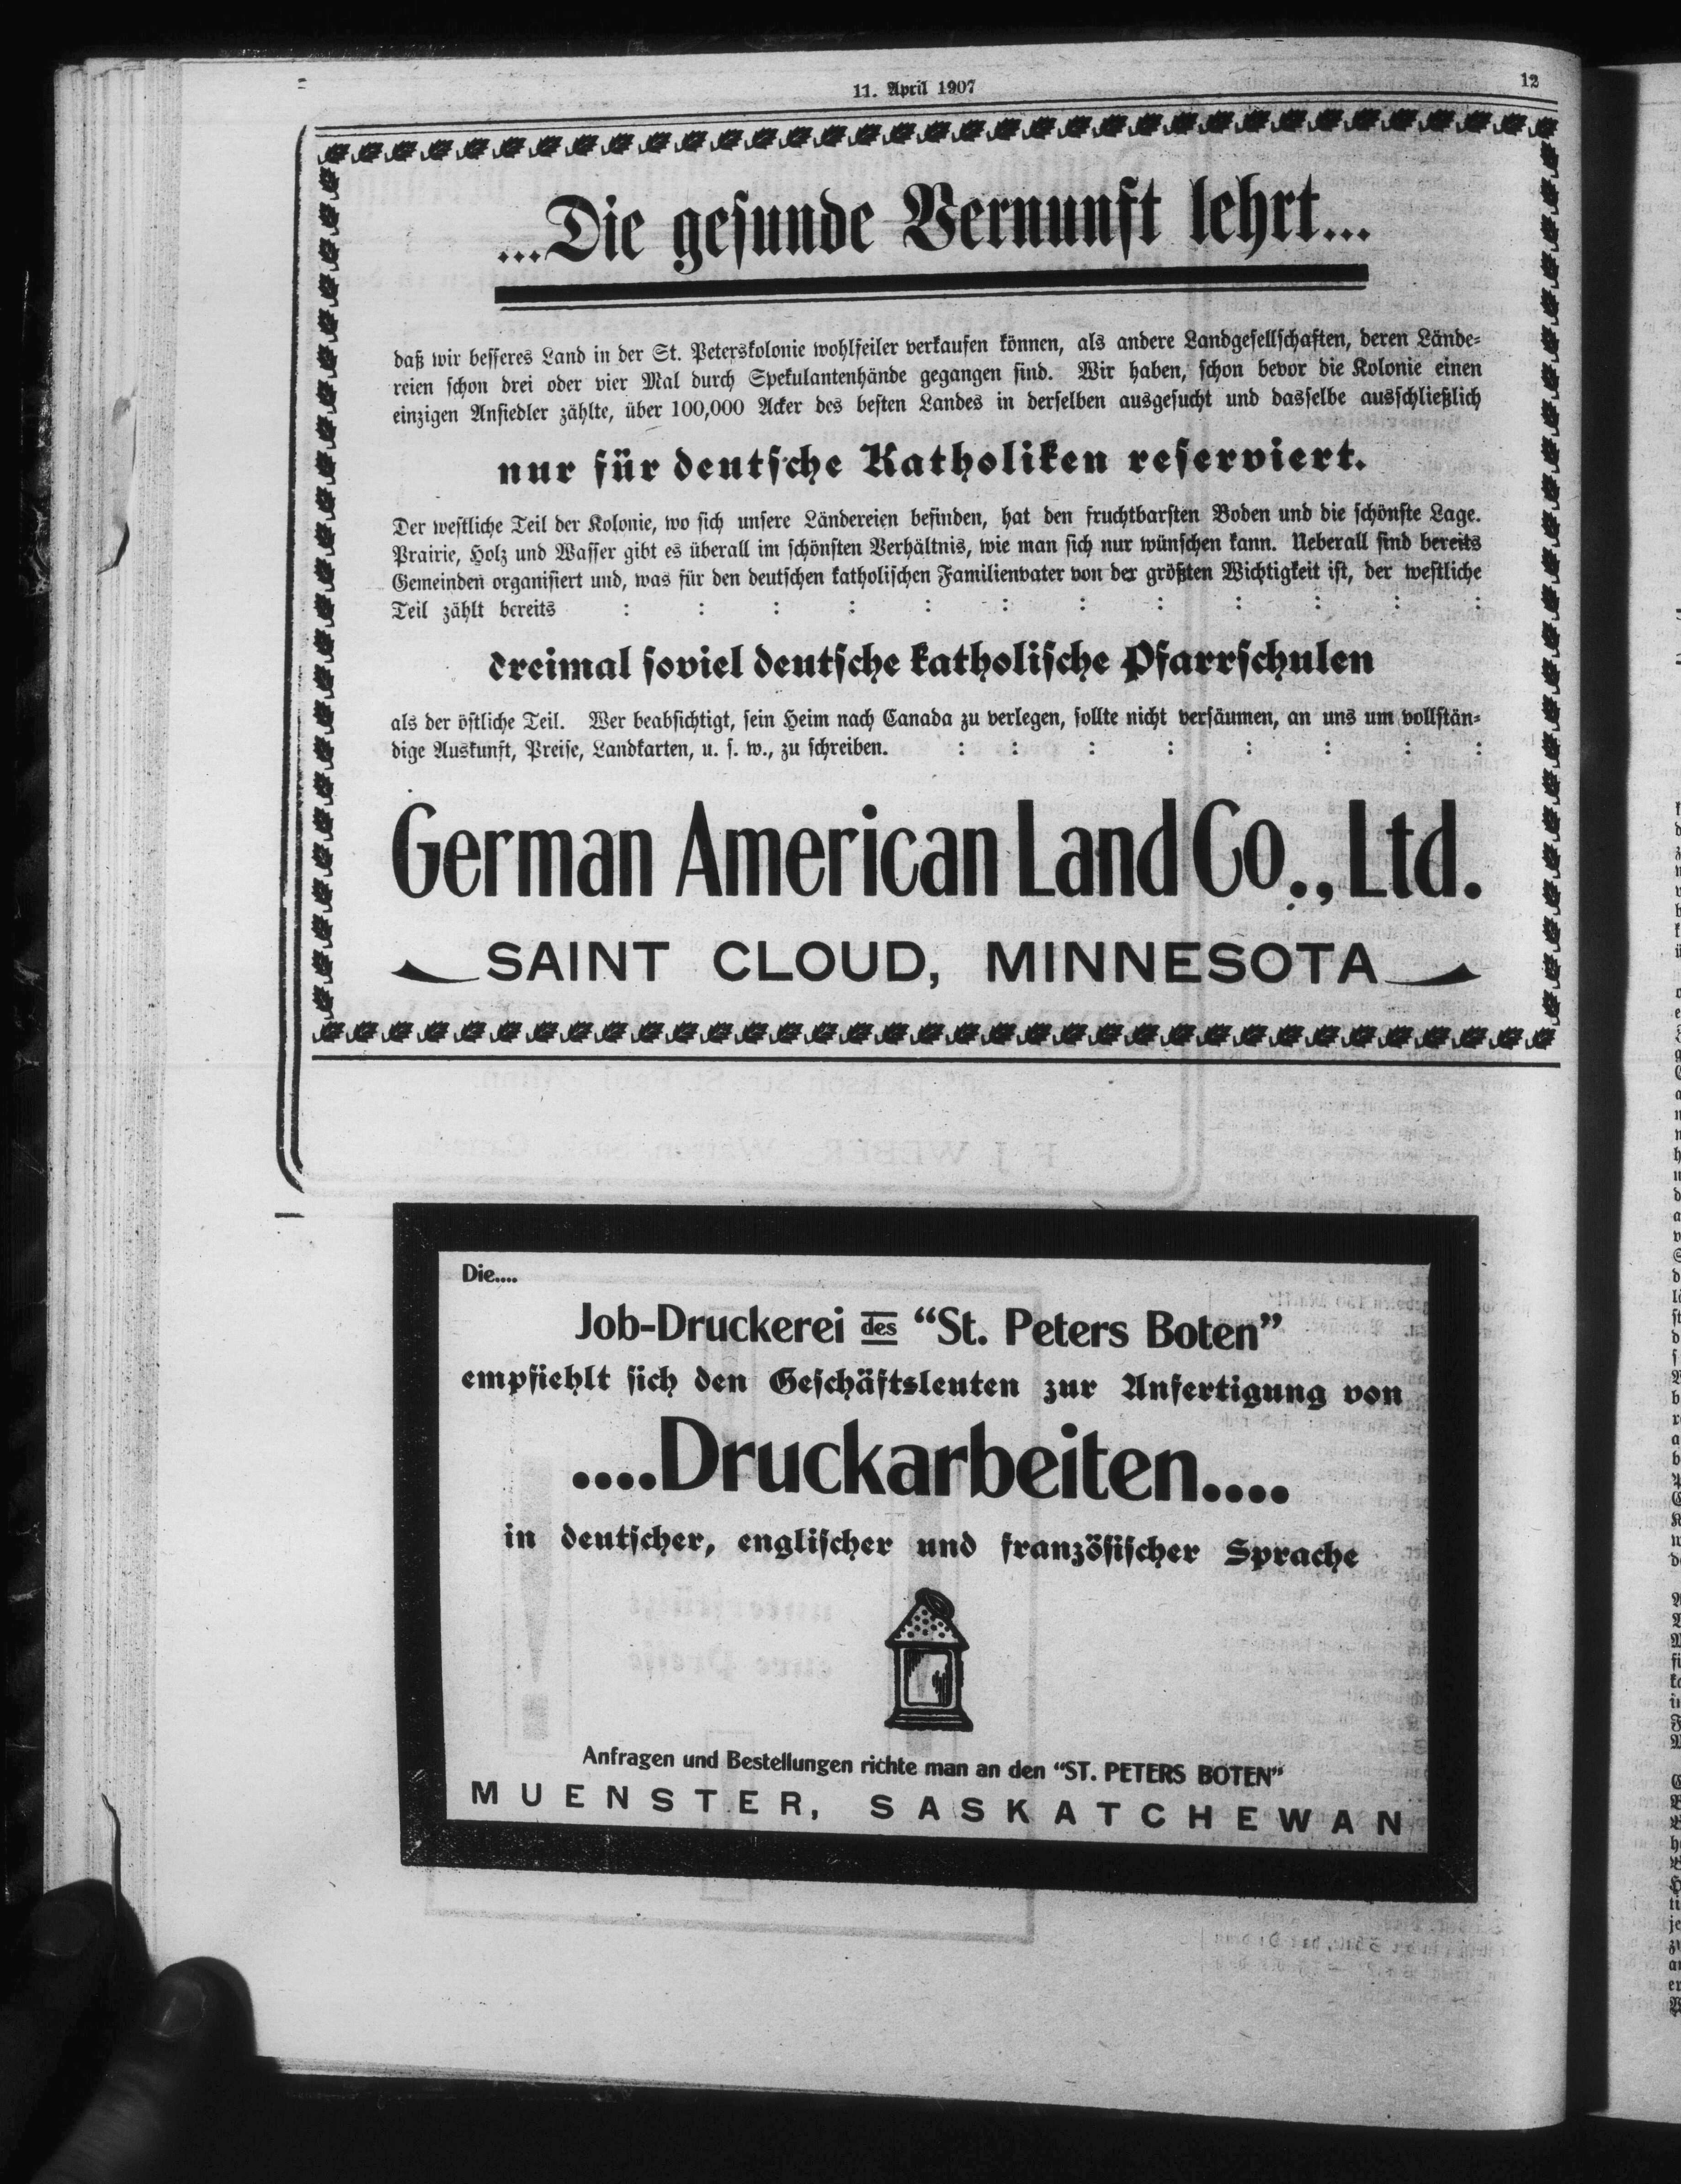 11. April 1907
12
...Die gesunde Vernunft lehrt...
daß wir besseres Land in der St. Peterskolonie wohlfeiler verkaufen können, als andere Landgesellschaften, deren Lände-
reien schon drei oder vier Mal durch Spekulantenhände gegangen sind. Wir haben, schon bevor die Kolonie einen
einzigen Ansiedler zählte, über 100,000 Acker des besten Landes in derselben ausgesucht und dasselbe ausschließlich
nur für deutsche Katholiken reserviert.
Der westliche Teil der Kolonie, wo sich unsere Ländereien befinden, hat den fruchtbarsten Boden und die schönste Lage.
Prairie, Holz und Wasser gibt es überall im schönsten Verhältnis, wie man sich nur wünschen kann. Ueberall sind bereits
Gemeinden organisiert und, was für den deutschen katholischen Familienvater von der größten Wichtigkeit ist, der westliche
Teil zählt bereits : : : : : : : : : : : :
dreimal soviel deutsche katholische Pfarrschulen
als der östliche Teil. Wer beabsichtigt, sein Heim nach Canada zu verlegen, sollte nicht versäumen, an uns um vollstän-
dige Auskunft, Preise, Landkarten, u. s. w., zu schreiben. : : : : : : : :
German American Land Co., Ltd.
SAINT CLOUD, MINNESOTA
Die....
Job-Druckerei des "St. Peters Boten"
empfiehlt sich den Geschäftsleuten zur Anfertigung von
....Druckarbeiten....
in deutscher, englischer und französischer Sprache
Anfragen und Bestellungen richte man an den "ST. PETERS BOTEN"
MUENSTER, SASKATCHEWAN